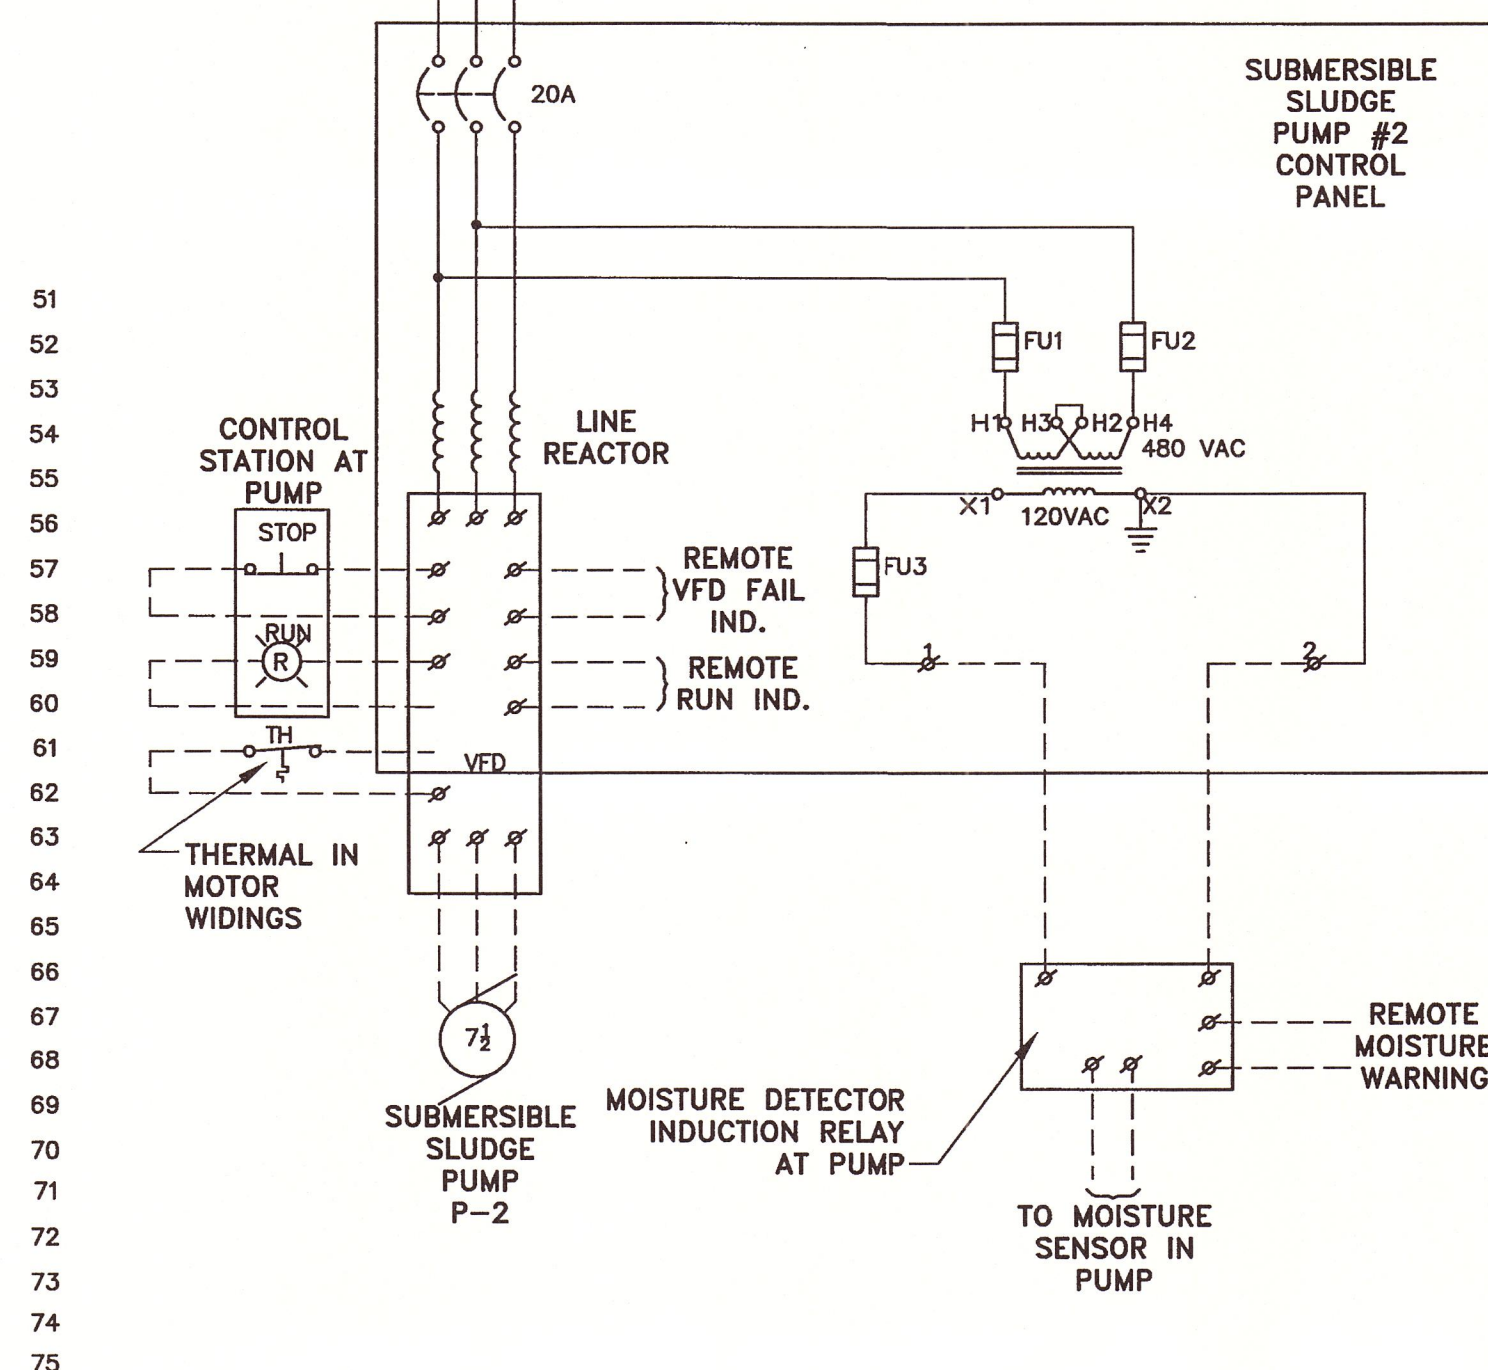 20A
SUBMERSIBLE
SLUDGE
PUMP #2
CONTROL
PANEL
51
52
53
54
55
56
57
58
59
60
61
62
63
64
65
66
67
68
69
70
71
72
73
74
75
FU1
FU2
H1 H3 H2 H4
480 VAC
X1
120VAC
X2
FU3
1
2
LINE
REACTOR
CONTROL
STATION AT
PUMP
STOP
RUN
R
TH
VFD
REMOTE
VFD FAIL
IND.
REMOTE
RUN IND.
THERMAL IN
MOTOR
WIDINGS
7½
SUBMERSIBLE
SLUDGE
PUMP
P-2
MOISTURE DETECTOR
INDUCTION RELAY
AT PUMP
REMOTE
MOISTURE
WARNING
TO MOISTURE
SENSOR IN
PUMP